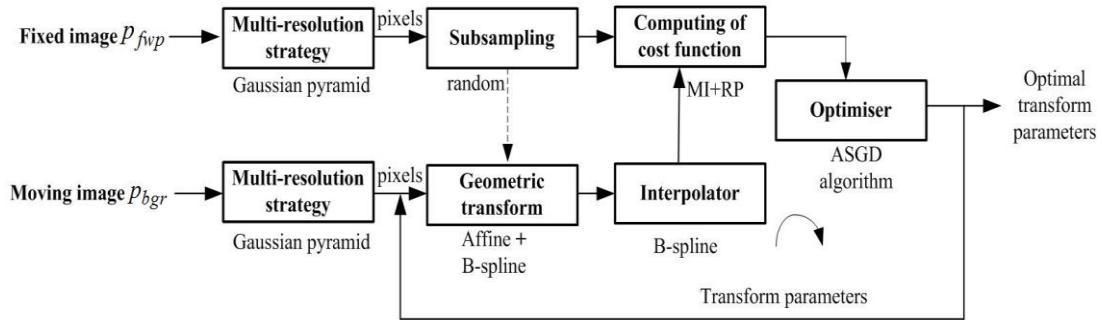 Fixed image p_fwp
Multi-resolution
strategy
Gaussian pyramid
pixels
Subsampling
random
Computing of
cost function
MI+RP
Optimiser
ASGD
algorithm
Optimal
transform
parameters
Moving image p_bgr
Multi-resolution
strategy
Gaussian pyramid
pixels
Geometric
transform
Affine +
B-spline
Interpolator
B-spline
Transform parameters